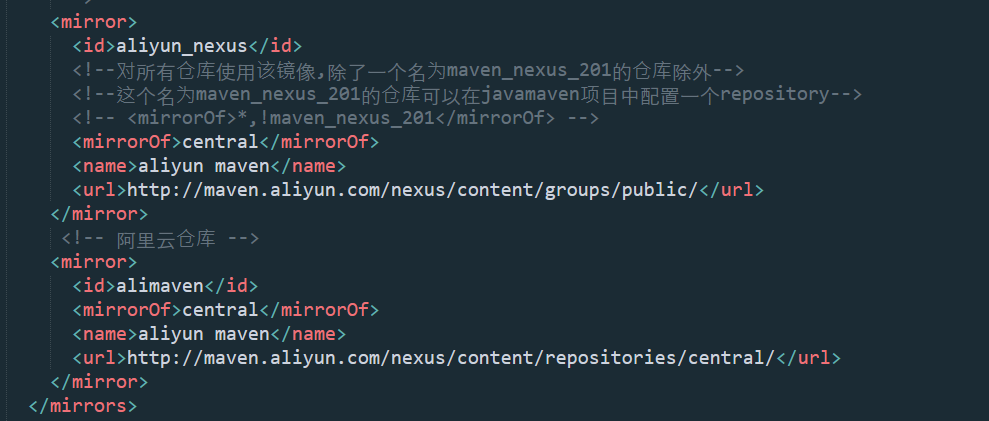 <mirror>
<id>aliyun_nexus</id>
<!--对所有仓库使用该镜像,除了一个名为maven_nexus_201的仓库除外-->
<!--这个名为maven_nexus_201的仓库可以在javamaven项目中配置一个repository-->
<!-- <mirrorOf>*,!maven_nexus_201</mirrorOf> -->
<mirrorOf>central</mirrorOf>
<name>aliyun maven</name>
<url>http://maven.aliyun.com/nexus/content/groups/public/</url>
</mirror>
<!-- 阿里云仓库 -->
<mirror>
<id>alimaven</id>
<mirrorOf>central</mirrorOf>
<name>aliyun maven</name>
<url>http://maven.aliyun.com/nexus/content/repositories/central/</url>
</mirror>
</mirrors>